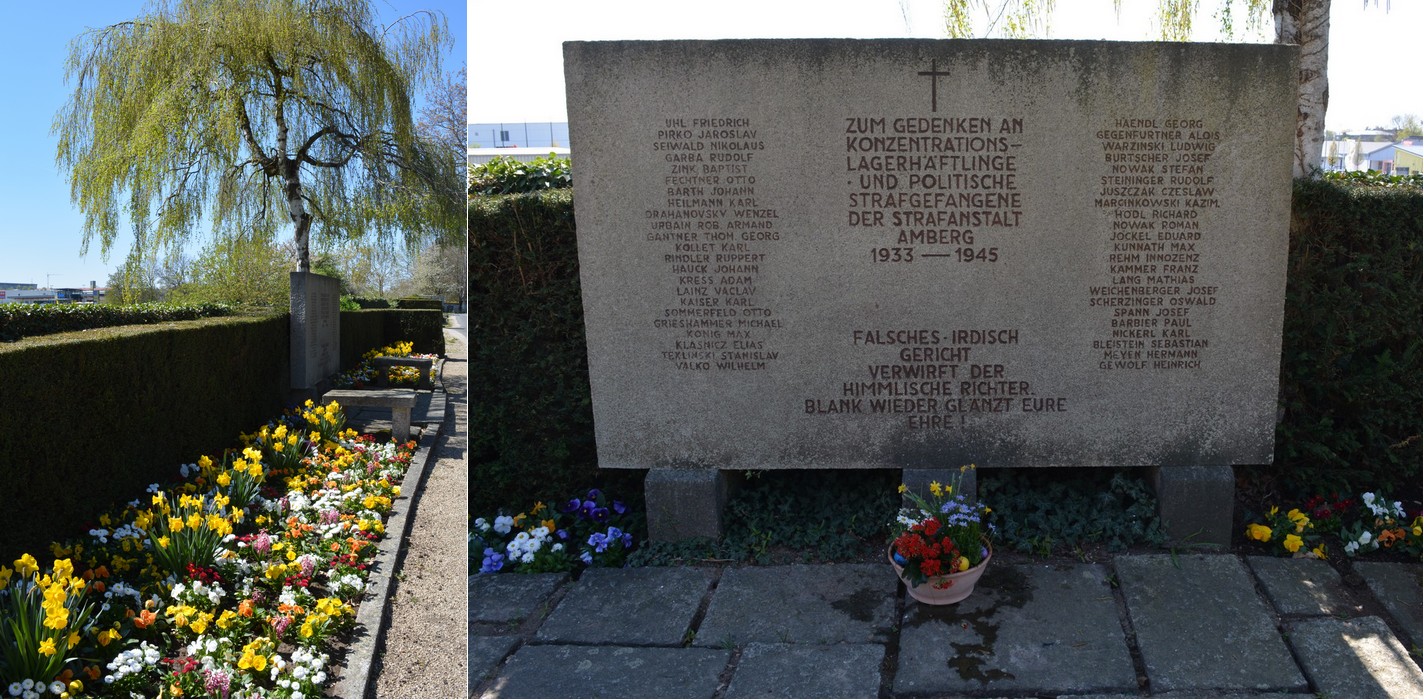 UHL FRIEDRICH
PIRKO JAROSLAV
SEIWALD NIKOLAUS
GARBA RUDOLF
ZINK BAPTIST
FECHTNER OTTO
BARTH JOHANN
HEILMANN KARL
DRAHANOVSKY WENZEL
URBAIN ROB. ARMAND
GANTNER THOM. GEORG
KOLLET KARL
RINDLER RUPPERT
HAUCK JOHANN
KRESS ADAM
LAINZ VACLAV
KAISER KARL
SOMMERFELD OTTO
GRIESHAMMER MICHAEL
KÖNIG MAX
KLASNICZ ELIAS
TEXLINSKI STANISLAV
VALKO WILHELM
ZUM GEDENKEN AN
KONZENTRATIONS-
LAGERHÄFTLINGE
· UND POLITISCHE
STRAFGEFANGENE
DER STRAFANSTALT
AMBERG
1933 — 1945
FALSCHES · IRDISCH
GERICHT
VERWIRFT DER
HIMMLISCHE RICHTER.
BLANK WIEDER GLÄNZT EURE
EHRE !
HAENDL GEORG
GEGENFURTNER ALOIS
WARZINSKI LUDWIG
BURTSCHER JOSEF
NOWAK STEFAN
STEININGER RUDOLF
JUSZCZAK CZESLAW
MARCINKOWSKI KAZIM.
HÖDL RICHARD
NOWAK ROMAN
JOCKEL EDUARD
KUNNATH MAX
REHM INNOZENZ
KAMMER FRANZ
LANG MATHIAS
WEICHENBERGER JOSEF
SCHERZINGER OSWALD
SPANN JOSEF
BARBIER PAUL
NICKERL KARL
BLEISTEIN SEBASTIAN
MEYEN HERMANN
GEWOLF HEINRICH